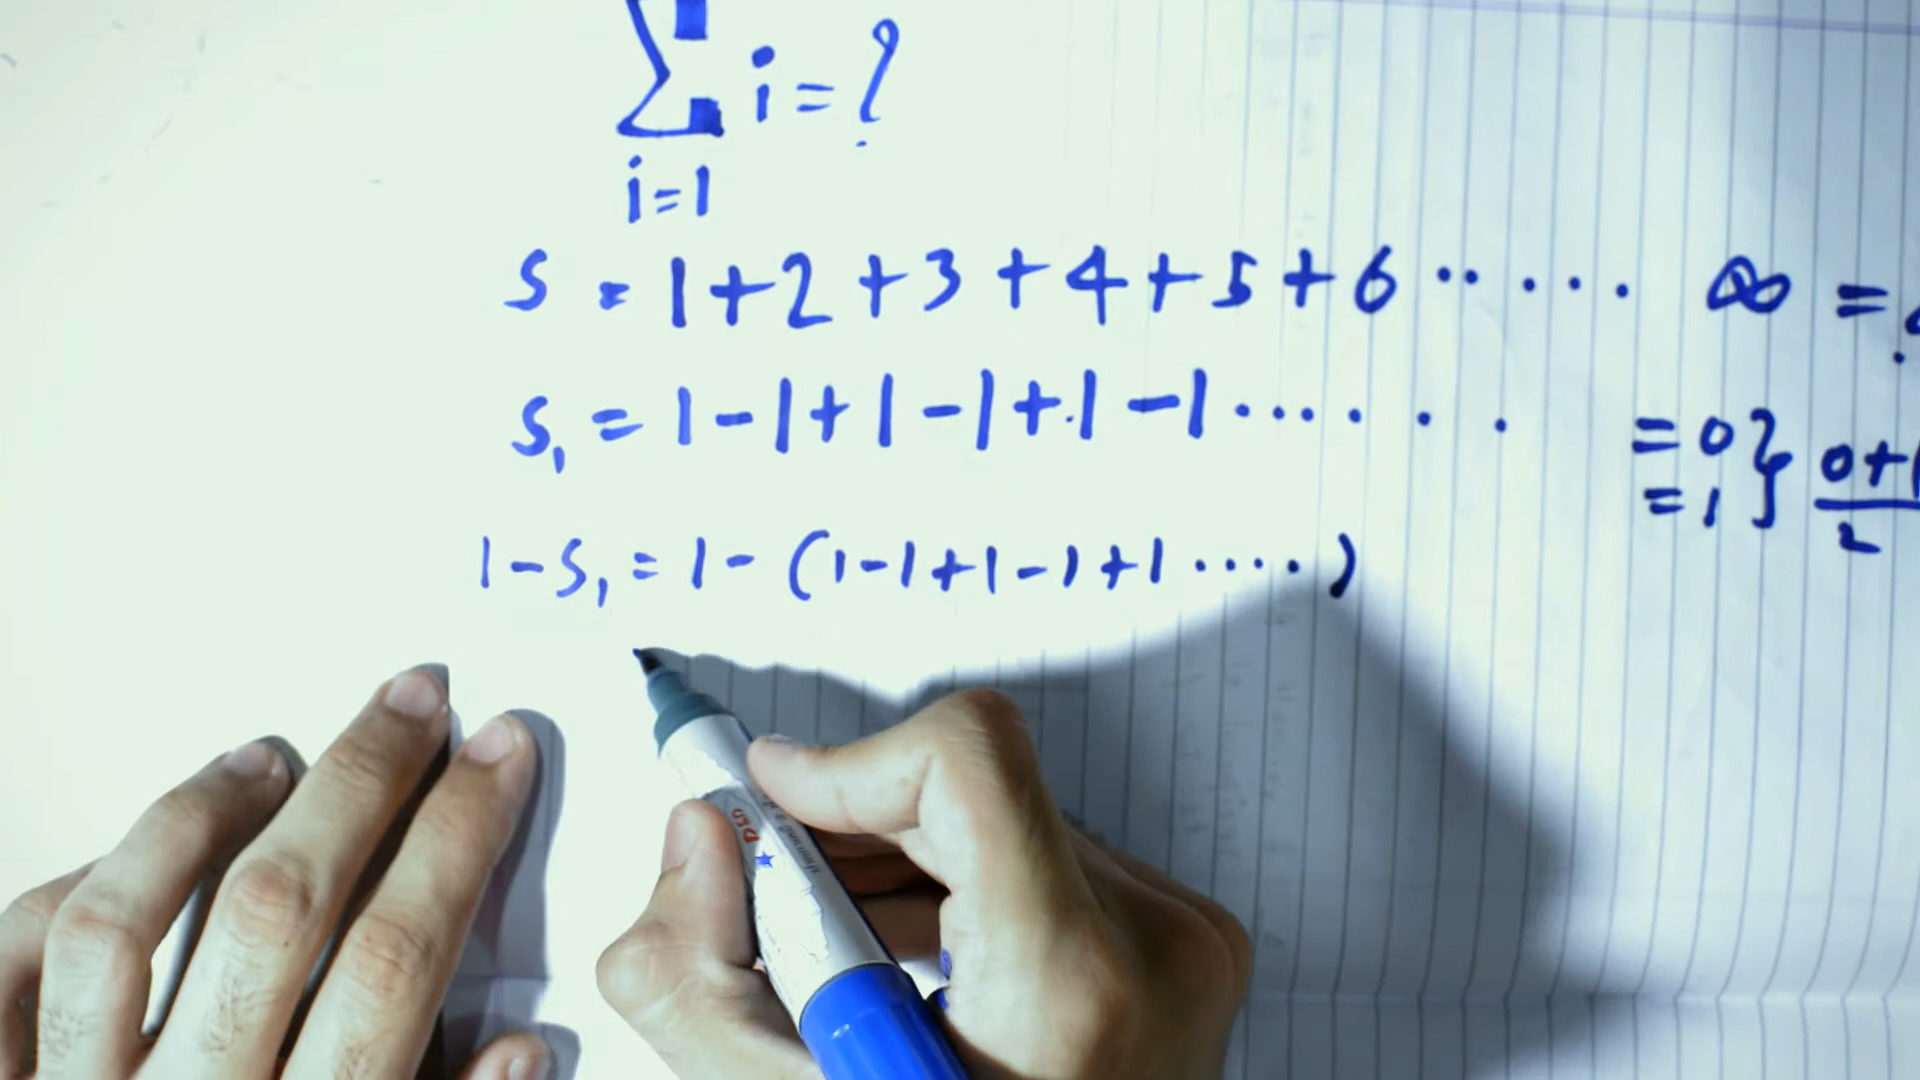 ∑ i = ?
i=1
S = 1+2+3+4+5+6 ...... ∞ =
S₁ = 1-1+1-1+1-1....... =0} 0+1
=1} 2
1-S₁ = 1-(1-1+1-1+1.....)